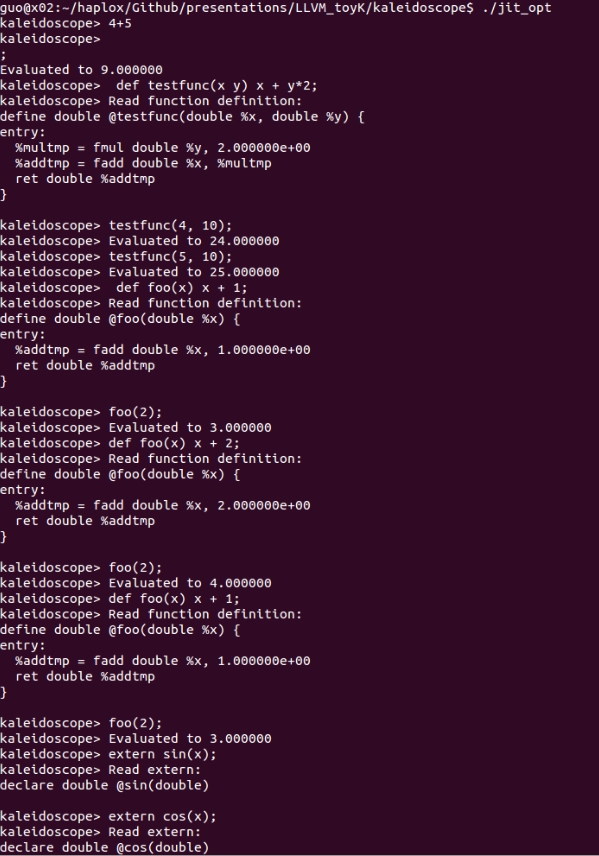 guo@x02:~/haplox/Github/presentations/LLVM_toyK/kaleidoscope$ ./jit_opt
kaleidoscope> 4+5
kaleidoscope>
;
Evaluated to 9.000000
kaleidoscope>  def testfunc(x y) x + y*2;
kaleidoscope> Read function definition:
define double @testfunc(double %x, double %y) {
entry:
  %multmp = fmul double %y, 2.000000e+00
  %addtmp = fadd double %x, %multmp
  ret double %addtmp
}

kaleidoscope> testfunc(4, 10);
kaleidoscope> Evaluated to 24.000000
kaleidoscope> testfunc(5, 10);
kaleidoscope> Evaluated to 25.000000
kaleidoscope>  def foo(x) x + 1;
kaleidoscope> Read function definition:
define double @foo(double %x) {
entry:
  %addtmp = fadd double %x, 1.000000e+00
  ret double %addtmp
}

kaleidoscope> foo(2);
kaleidoscope> Evaluated to 3.000000
kaleidoscope> def foo(x) x + 2;
kaleidoscope> Read function definition:
define double @foo(double %x) {
entry:
  %addtmp = fadd double %x, 2.000000e+00
  ret double %addtmp
}

kaleidoscope> foo(2);
kaleidoscope> Evaluated to 4.000000
kaleidoscope> def foo(x) x + 1;
kaleidoscope> Read function definition:
define double @foo(double %x) {
entry:
  %addtmp = fadd double %x, 1.000000e+00
  ret double %addtmp
}

kaleidoscope> foo(2);
kaleidoscope> Evaluated to 3.000000
kaleidoscope> extern sin(x);
kaleidoscope> Read extern:
declare double @sin(double)

kaleidoscope> extern cos(x);
kaleidoscope> Read extern:
declare double @cos(double)